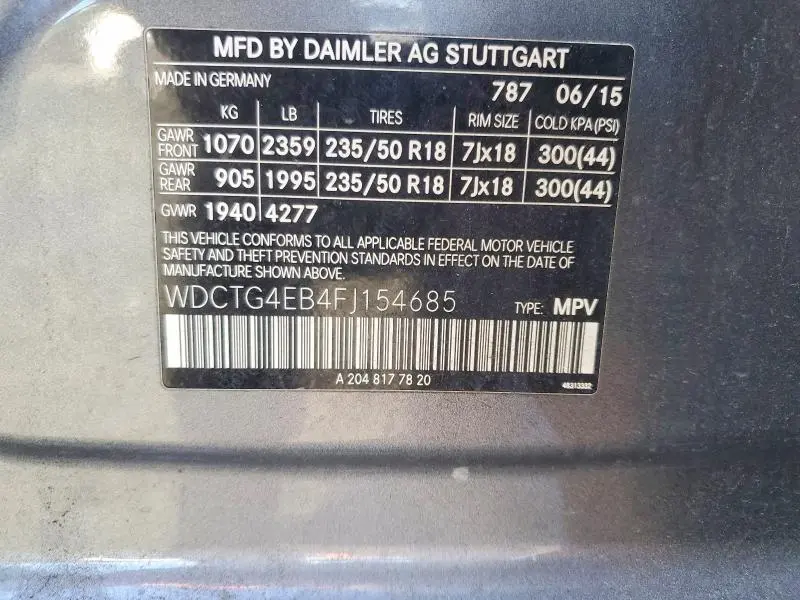 MFD BY DAIMLER AG STUTTGART
MADE IN GERMANY 787 06/15
KG LB TIRES RIM SIZE COLD KPA(PSI)
GAWR FRONT 1070 2359 235/50 R18 7Jx18 300(44)
GAWR REAR 905 1995 235/50 R18 7Jx18 300(44)
GVWR 1940 4277
THIS VEHICLE CONFORMS TO ALL APPLICABLE FEDERAL MOTOR VEHICLE
SAFETY AND THEFT PREVENTION STANDARDS IN EFFECT ON THE DATE OF
MANUFACTURE SHOWN ABOVE.
WDCTG4EB4FJ154685 TYPE: MPV
A 204 817 78 20
48313382